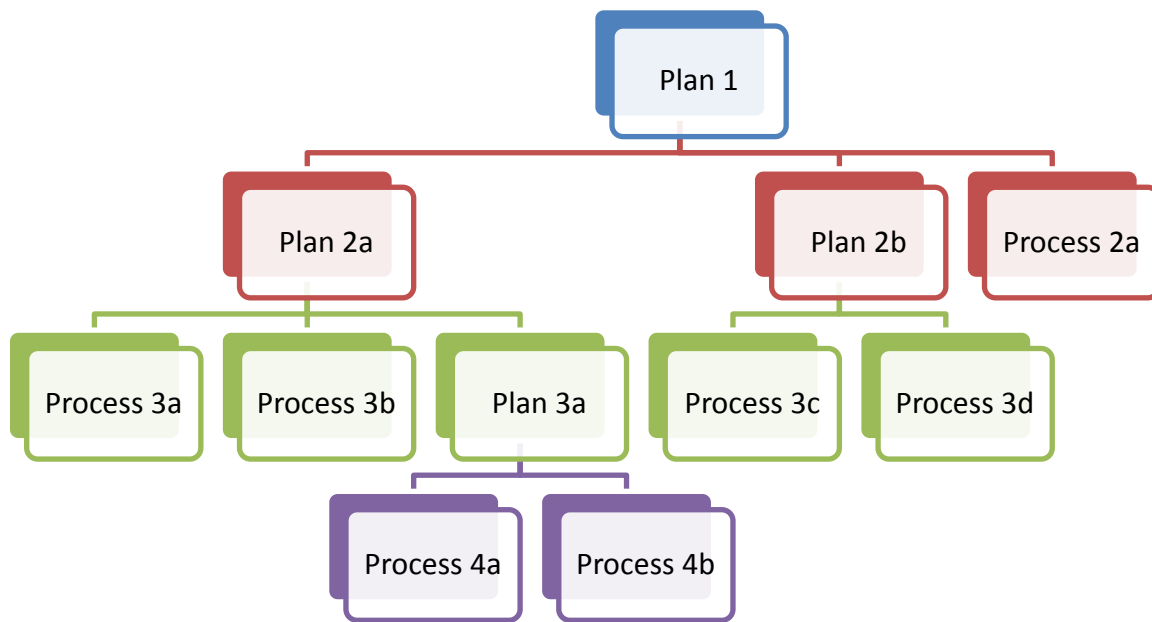 Plan 1
Plan 2a
Plan 2b
Process 2a
Process 3a
Process 3b
Plan 3a
Process 3c
Process 3d
Process 4a
Process 4b